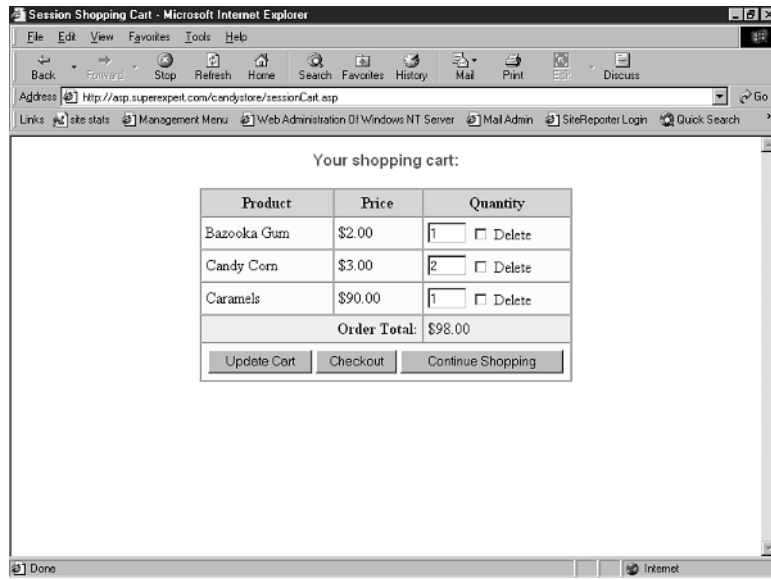 Session Shopping Cart - Microsoft Internet Explorer
File Edit View Favorites Tools Help
Back Forward Stop Refresh Home Search Favorites History Mail Print Edit Discuss
Address http://asp.superexpert.com/candystore/sessionCart.asp Go
Links site stats Management Menu Web Administration Of Windows NT Server Mail Admin SiteReporter Login Quick Search
Your shopping cart:
Product Price Quantity
Bazooka Gum $2.00 1 Delete
Candy Corn $3.00 2 Delete
Caramels $90.00 1 Delete
Order Total: $98.00
Update Cart Checkout Continue Shopping
Done Internet